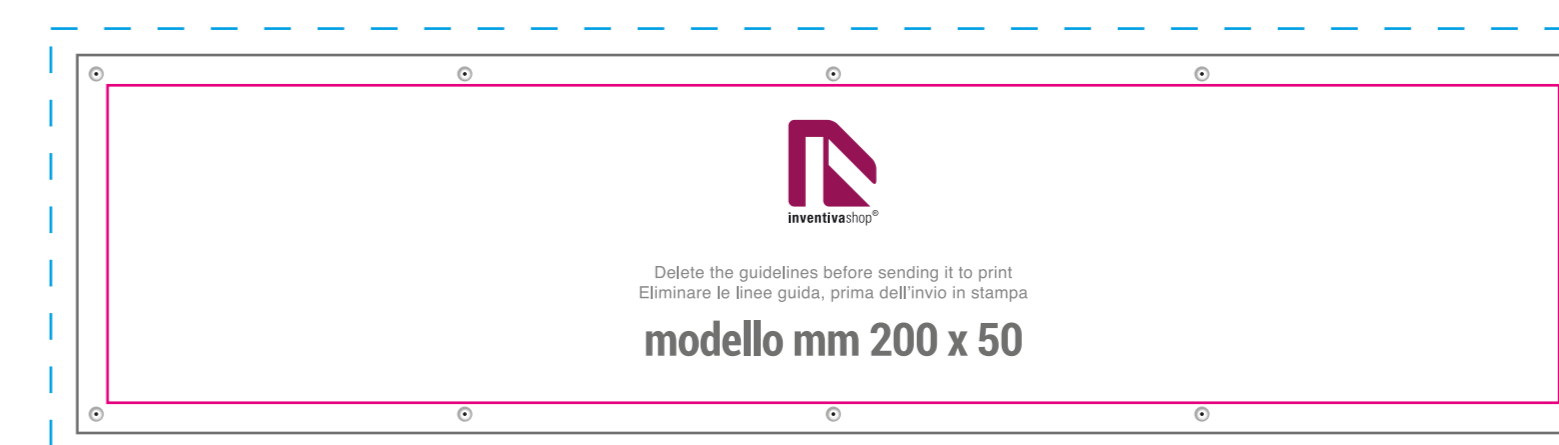 inventivashop®
Delete the guidelines before sending it to print
Eliminare le linee guida, prima dell'invio in stampa
modello mm 200 x 50